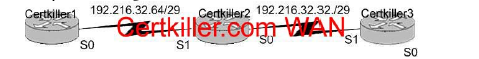 192.216.32.64/29 192.216.32.32./29
Certkiller1 Certkiller2 Certkiller3
Certkiller.com WAN
S0 S1 S0 S1 S0